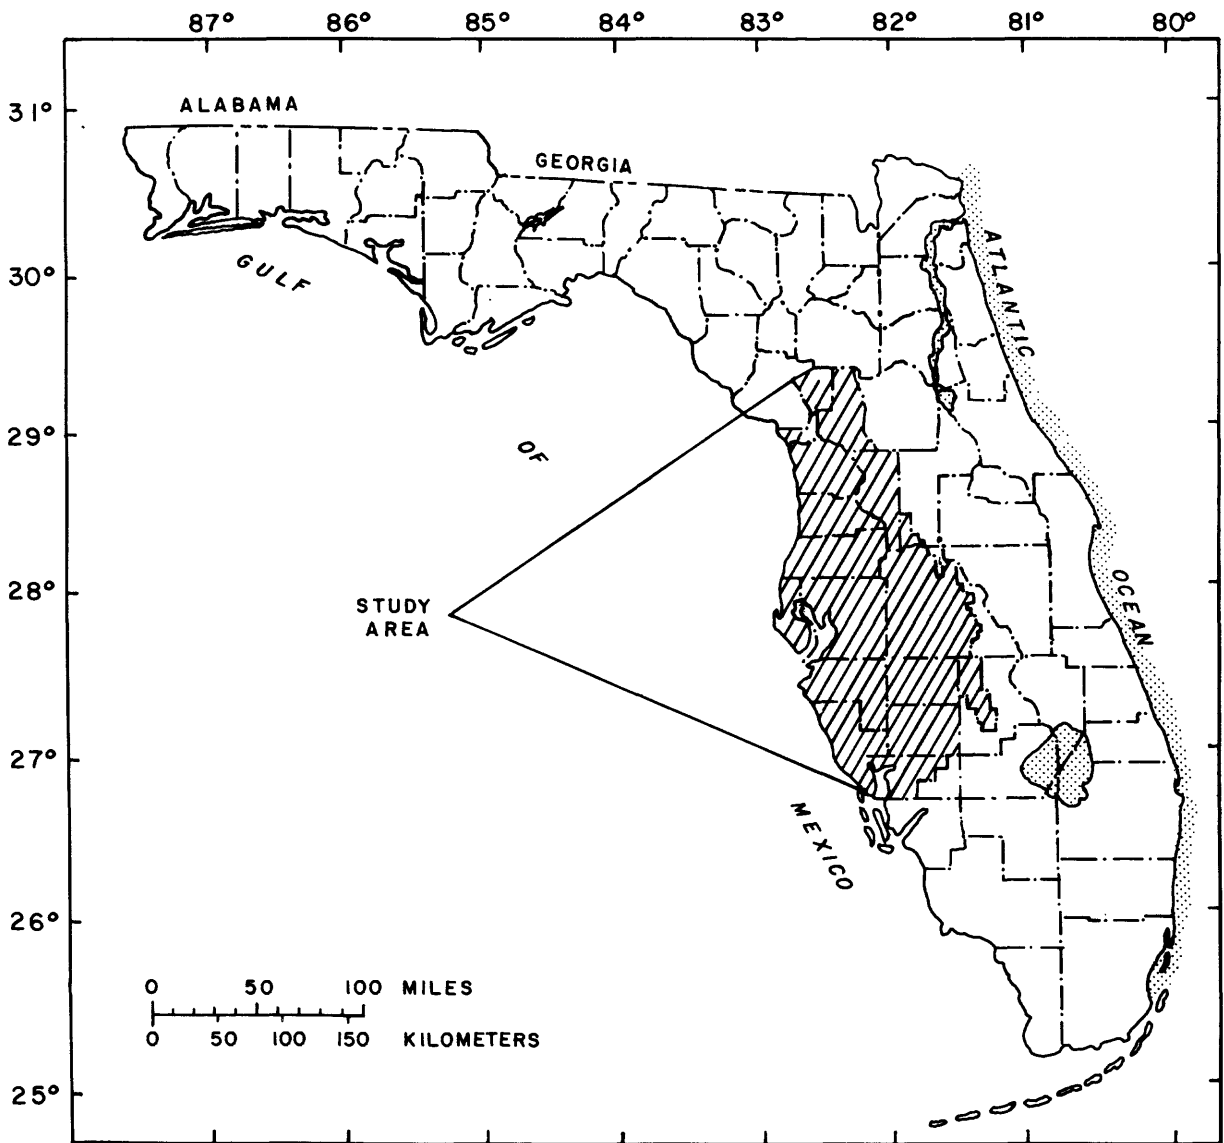 87° 86° 85° 84° 83° 82° 81° 80°
31°
ALABAMA
GEORGIA
30°
GULF
ATLANTIC
29°
OF
28°
STUDY
AREA
OCEAN
27°
MEXICO
26°
0 50 100 MILES
0 50 100 150 KILOMETERS
25°